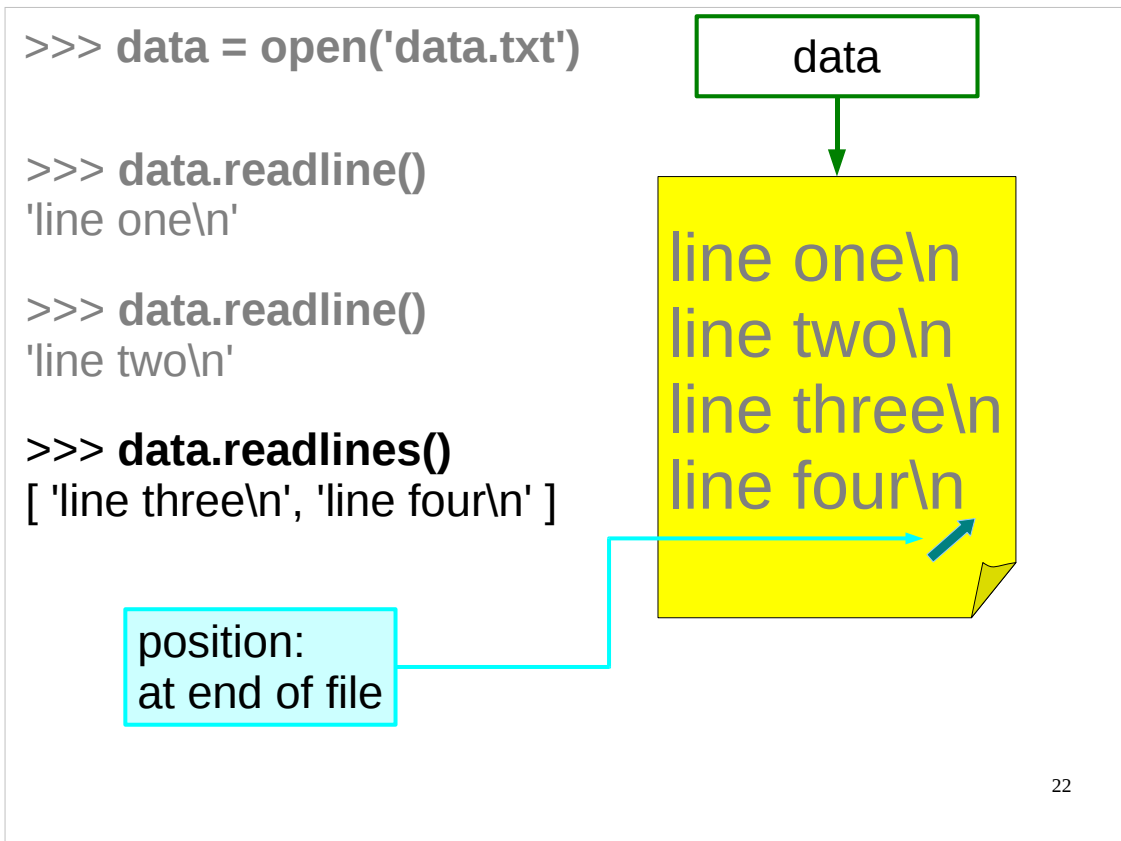 >>> data = open('data.txt')
>>> data.readline()
'line one\n'
>>> data.readline()
'line two\n'
>>> data.readlines()
[ 'line three\n', 'line four\n' ]
position:
at end of file
data
line one\n
line two\n
line three\n
line four\n
22